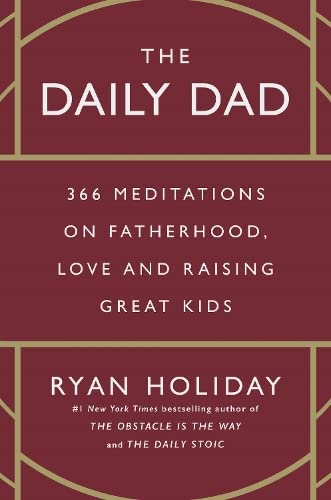 THE
DAILY DAD
366 MEDITATIONS
ON FATHERHOOD,
LOVE AND RAISING
GREAT KIDS
RYAN HOLIDAY
#1 New York Times bestselling author of
THE OBSTACLE IS THE WAY
and THE DAILY STOIC